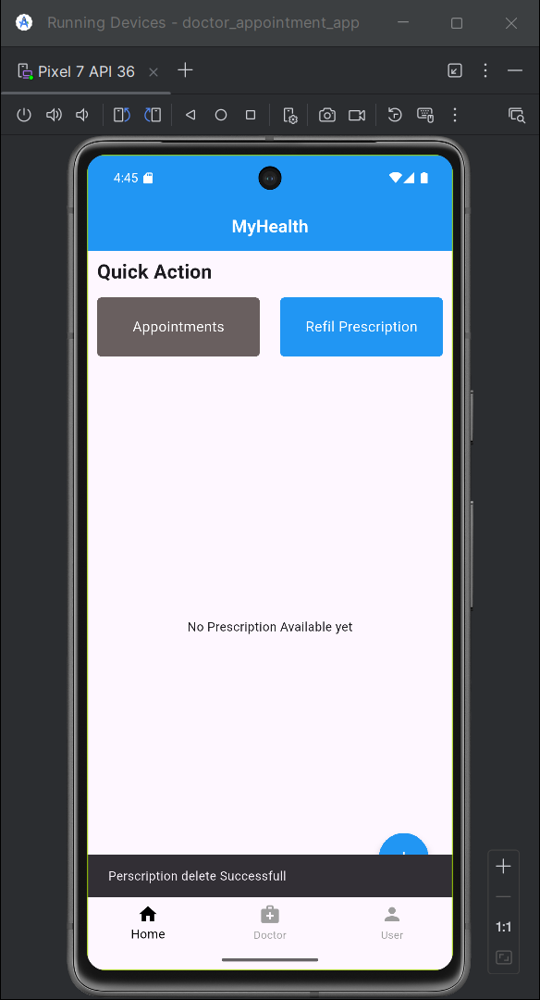 Running Devices - doctor_appointment_app
Pixel 7 API 36
4:45
MyHealth
Quick Action
Appointments
Refil Prescription
No Prescription Available yet
Perscription delete Successfull
Home
Doctor
User
1:1